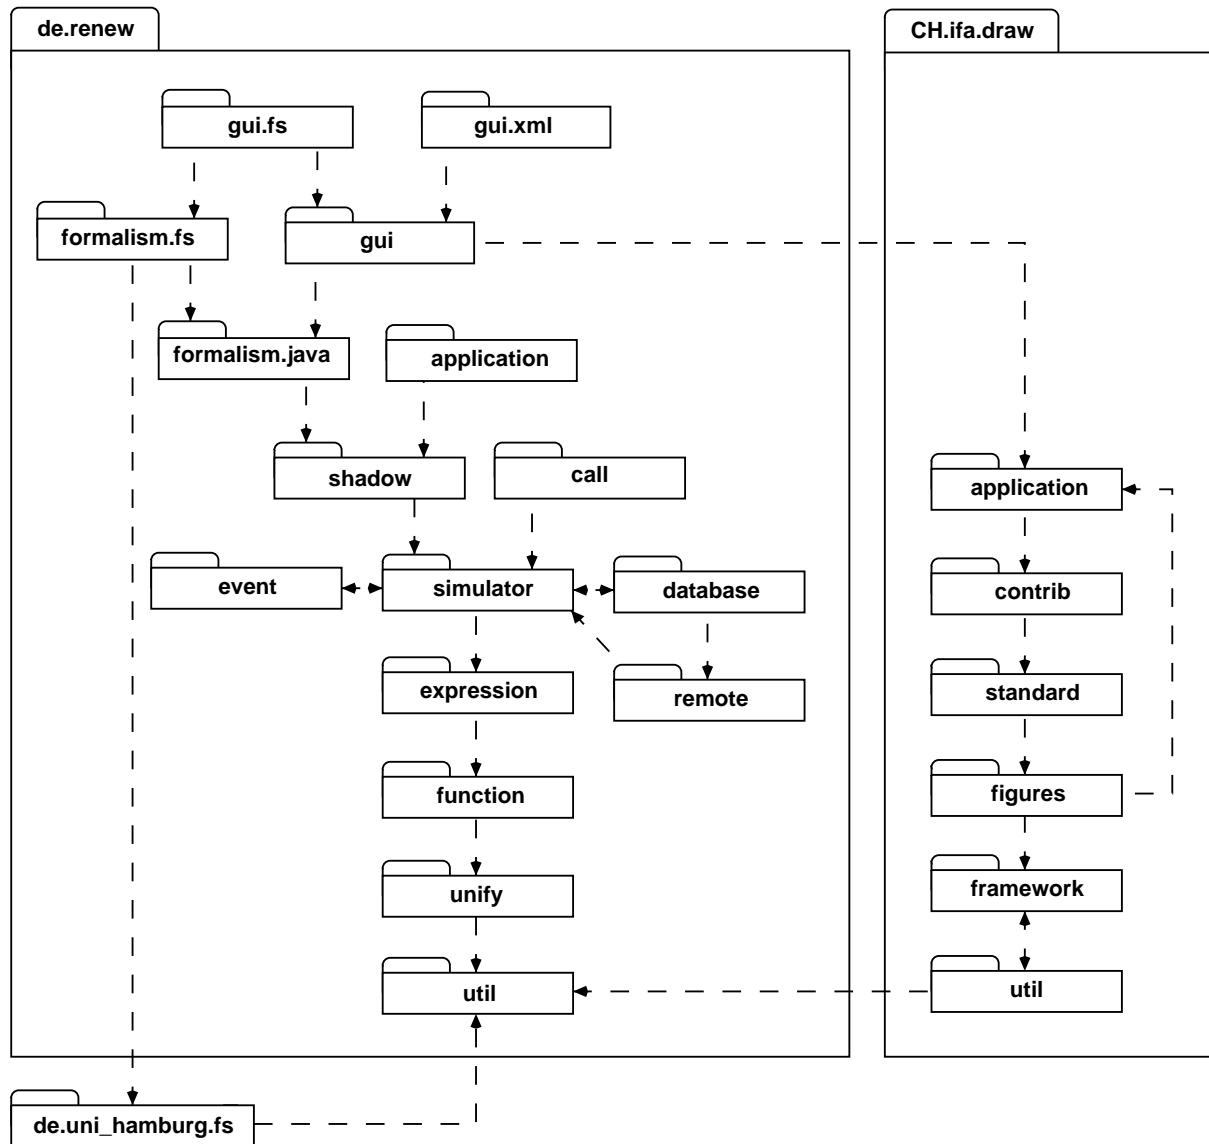 de.renew
CH.ifa.draw
gui.fs
gui.xml
formalism.fs
gui
formalism.java
application
shadow
call
application
event
simulator
database
contrib
expression
remote
standard
function
figures
unify
framework
util
util
de.uni_hamburg.fs